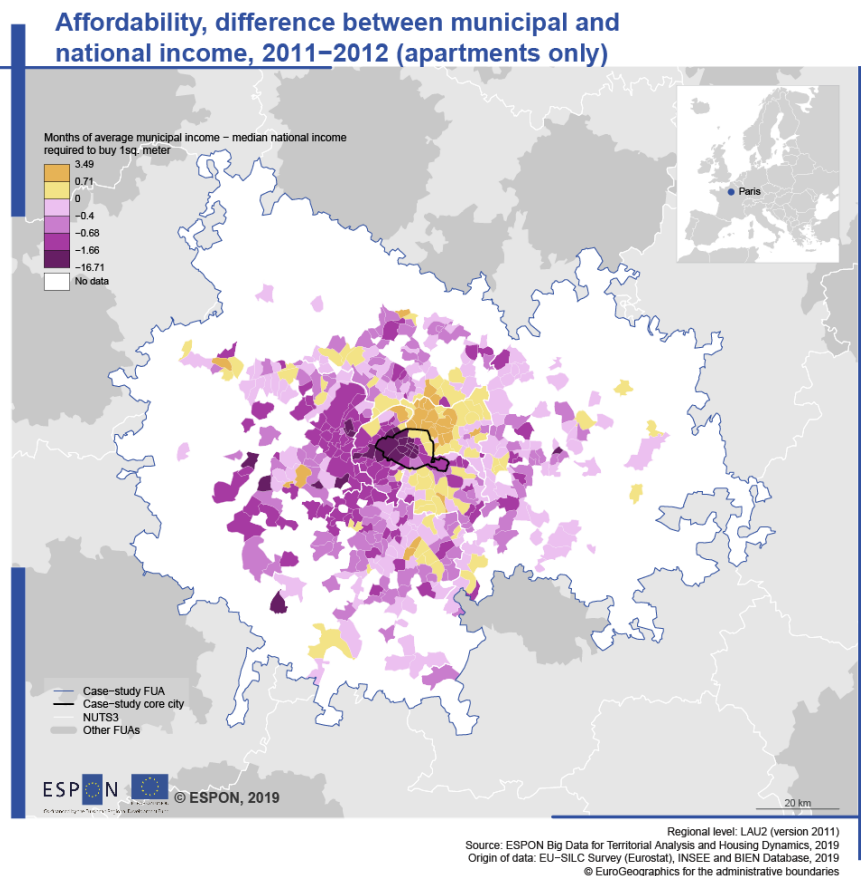 Affordability, difference between municipal and
national income, 2011−2012 (apartments only)
Months of average municipal income − median national income
required to buy 1sq. meter
3.49
0.71
0
−0.4
−0.68
−1.66
−16.71
No data
Paris
Case−study FUA
Case−study core city
NUTS3
Other FUAs
ESPON
© ESPON, 2019
20 km
Regional level: LAU2 (version 2011)
Source: ESPON Big Data for Territorial Analysis and Housing Dynamics, 2019
Origin of data: EU−SILC Survey (Eurostat), INSEE and BIEN Database, 2019
© EuroGeographics for the administrative boundaries